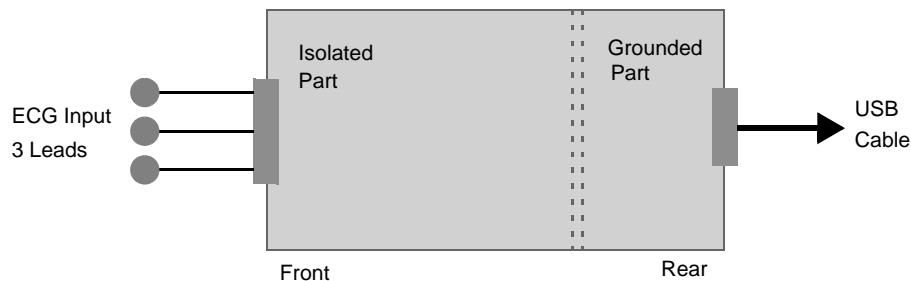 Isolated
Part
Grounded
Part
ECG Input
3 Leads
USB
Cable
Front
Rear